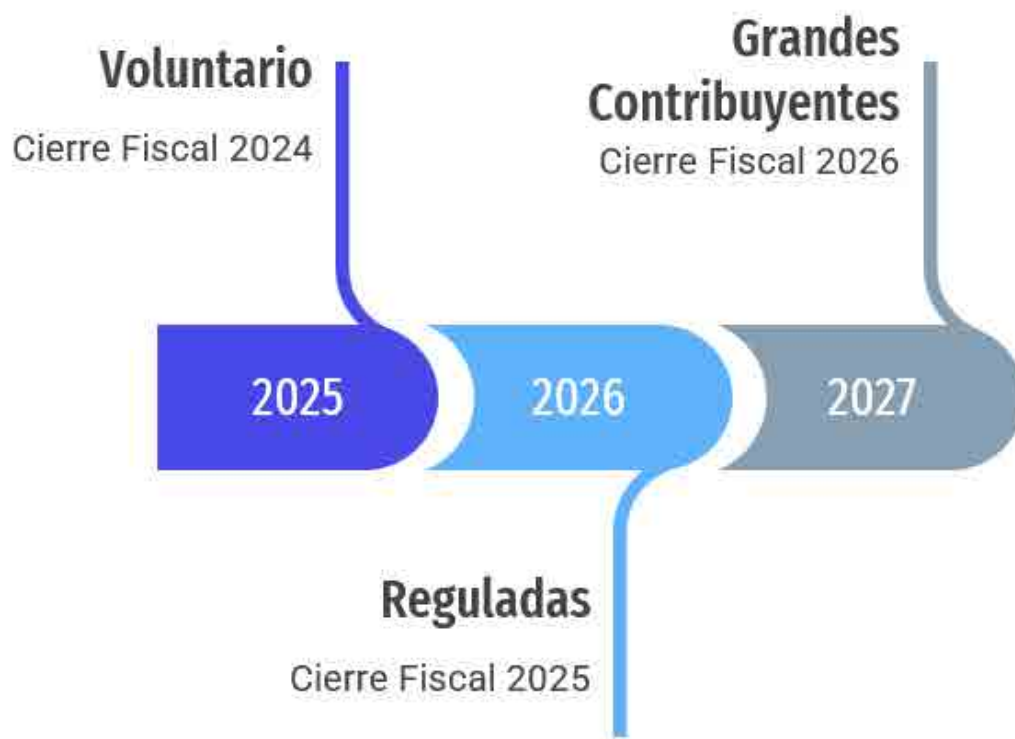 Voluntario
Cierre Fiscal 2024
Grandes
Contribuyentes
Cierre Fiscal 2026
2025
2026
2027
Reguladas
Cierre Fiscal 2025